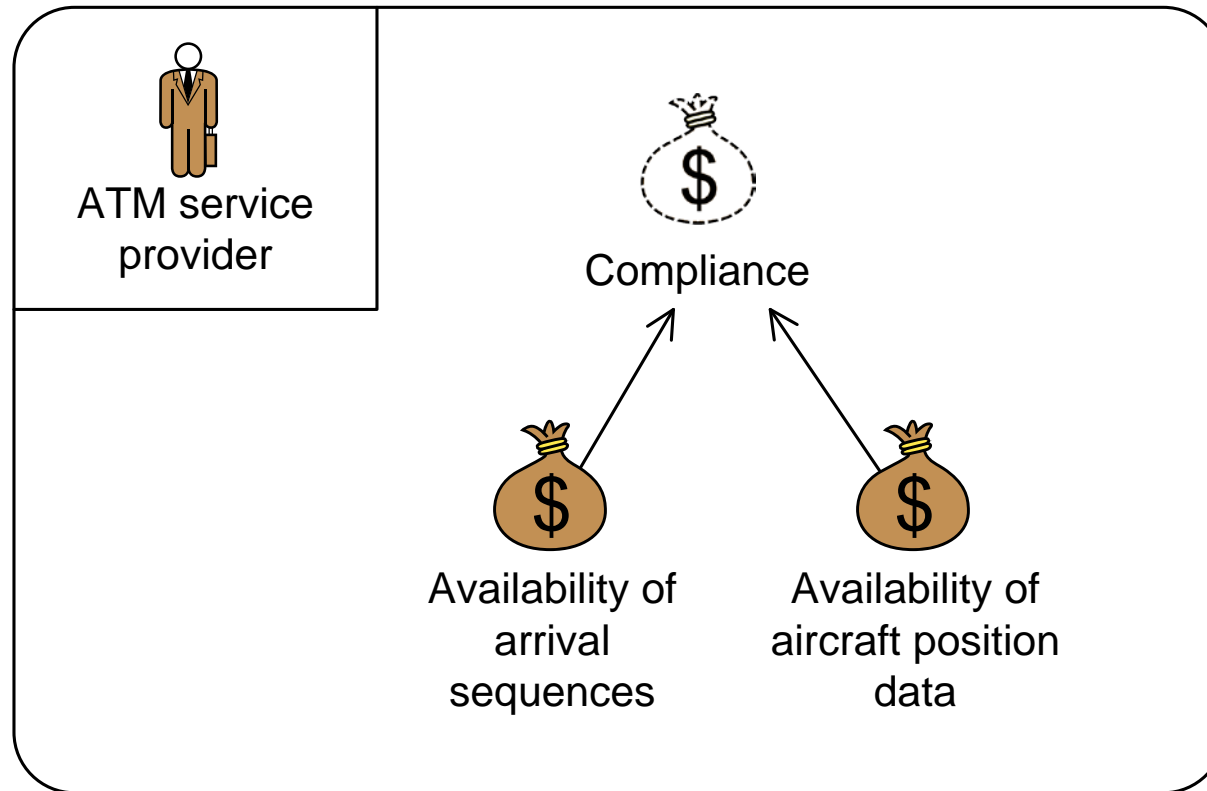 ATM service
provider
$
Compliance
$
$
Availability of
arrival
sequences
Availability of
aircraft position
data